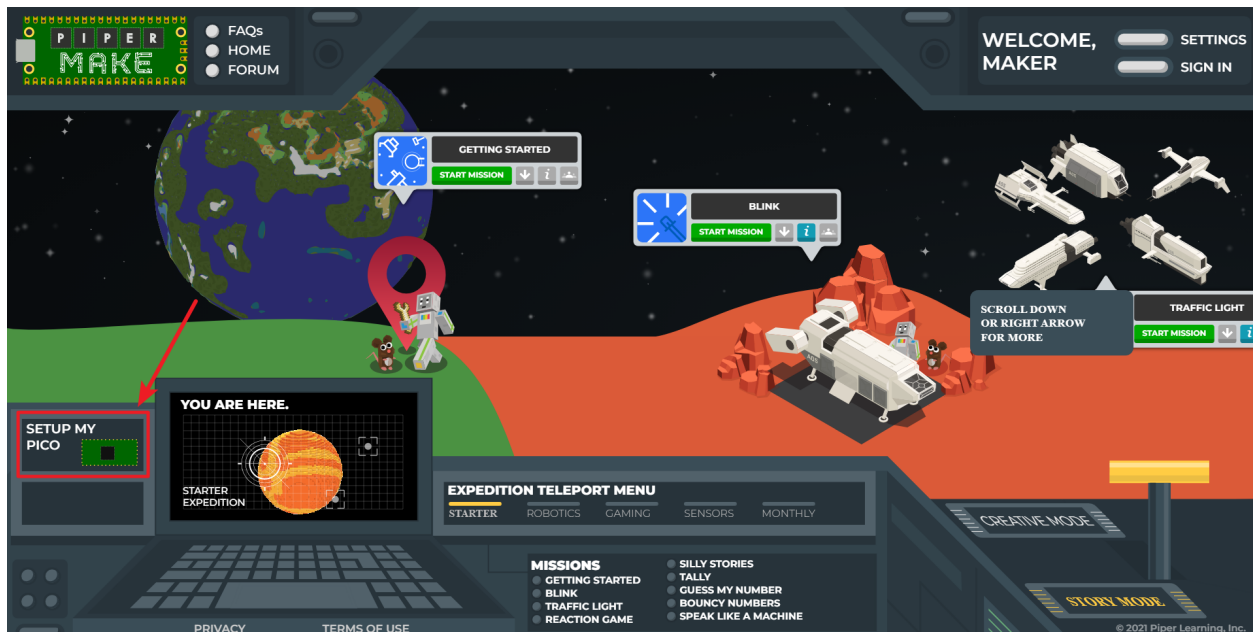 PIPER
MAKE
FAQs
HOME
FORUM
WELCOME,
MAKER
SETTINGS
SIGN IN
GETTING STARTED
START MISSION
i
BLINK
START MISSION
i
SCROLL DOWN
OR RIGHT ARROW
FOR MORE
TRAFFIC LIGHT
START MISSION
i
SETUP MY
PICO
YOU ARE HERE.
STARTER
EXPEDITION
EXPEDITION TELEPORT MENU
STARTER ROBOTICS GAMING SENSORS MONTHLY
CREATIVE MODE
STORY MODE
MISSIONS
GETTING STARTED
BLINK
TRAFFIC LIGHT
REACTION GAME
SILLY STORIES
TALLY
GUESS MY NUMBER
BOUNCY NUMBERS
SPEAK LIKE A MACHINE
PRIVACY TERMS OF USE
© 2021 Piper Learning, Inc.